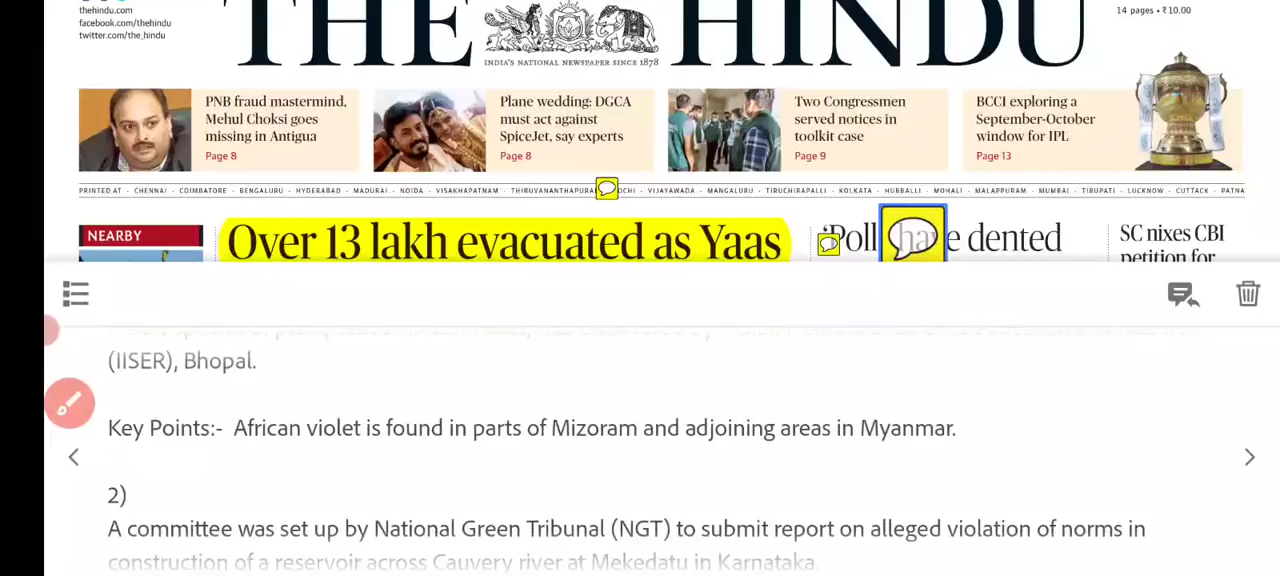 thehindu.com
facebook.com/thehindu
twitter.com/the_hindu
THE HINDU
INDIA'S NATIONAL NEWSPAPER SINCE 1878
14 pages • ₹10.00
PNB fraud mastermind,
Mehul Choksi goes
missing in Antigua
Page 8
Plane wedding: DGCA
must act against
SpiceJet, say experts
Page 8
Two Congressmen
served notices in
toolkit case
Page 9
BCCI exploring a
September-October
window for IPL
Page 13
PRINTED AT · CHENNAI · COIMBATORE · BENGALURU · HYDERABAD · MADURAI · NOIDA · VISAKHAPATNAM · THIRUVANANTHAPURA OCHI · VIJAYAWADA · MANGALURU · TIRUCHIRAPALLI · KOLKATA · HUBBALLI · MOHALI · MALAPPURAM · MUMBAI · TIRUPATI · LUCKNOW · CUTTACK · PATNA
NEARBY
Over 13 lakh evacuated as Yaas
'Poll have dented
SC nixes CBI
petition for
(IISER), Bhopal.
Key Points:- African violet is found in parts of Mizoram and adjoining areas in Myanmar.
2)
A committee was set up by National Green Tribunal (NGT) to submit report on alleged violation of norms in
construction of a reservoir across Cauvery river at Mekedatu in Karnataka.